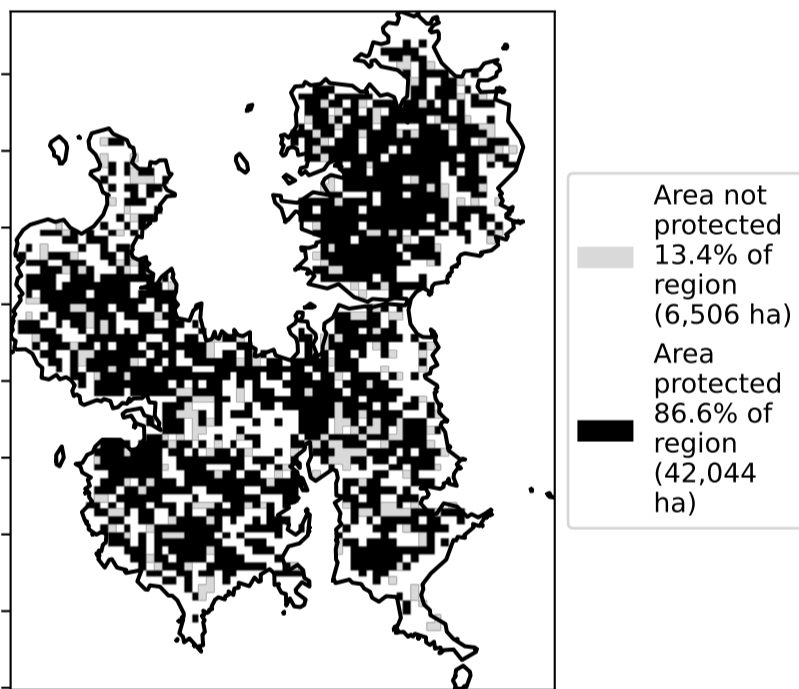 Area not
protected
13.4% of
region
(6,506 ha)
Area
protected
86.6% of
region
(42,044
ha)